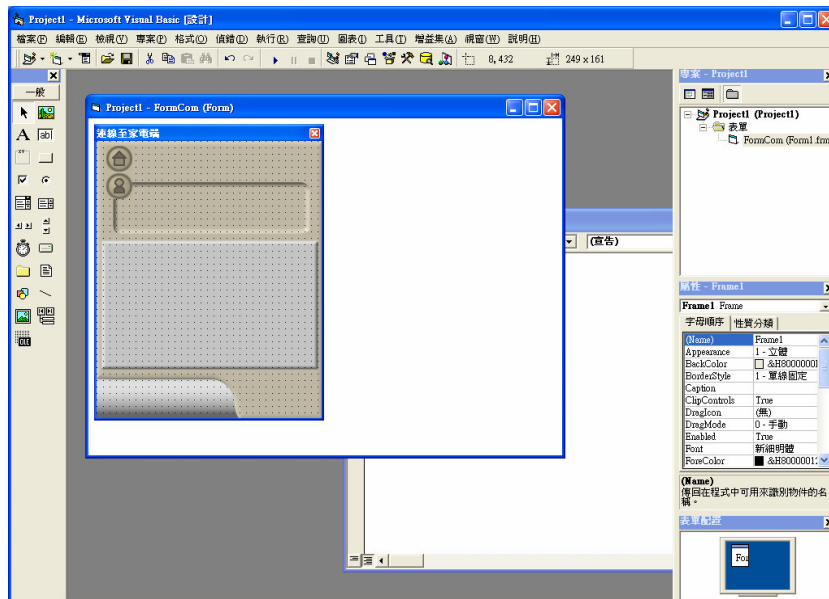 Project1 - Microsoft Visual Basic [設計]
檔案(F) 編輯(E) 檢視(V) 專案(P) 格式(O) 偵錯(D) 執行(R) 查詢(U) 圖表(I) 工具(T) 增益集(A) 視窗(W) 說明(H)
8,432 249 x 161
一般
A ab
Project1 - FormCom (Form)
連線至家電端
(宣告)
專案 - Project1
Project1 (Project1)
表單
FormCom (Form1.frm
屬性 - Frame1
Frame1 Frame
字母順序 性質分類
(Name) Frame1
Appearance 1 - 立體
BackColor &H8000000
BorderStyle 1 - 單線固定
Caption
ClipControls True
DragIcon (無)
DragMode 0 - 手動
Enabled True
Font 新細明體
ForeColor &H8000001
(Name)
傳回在程式中可用來識別物件的名
稱。
表單配置
For
OLE